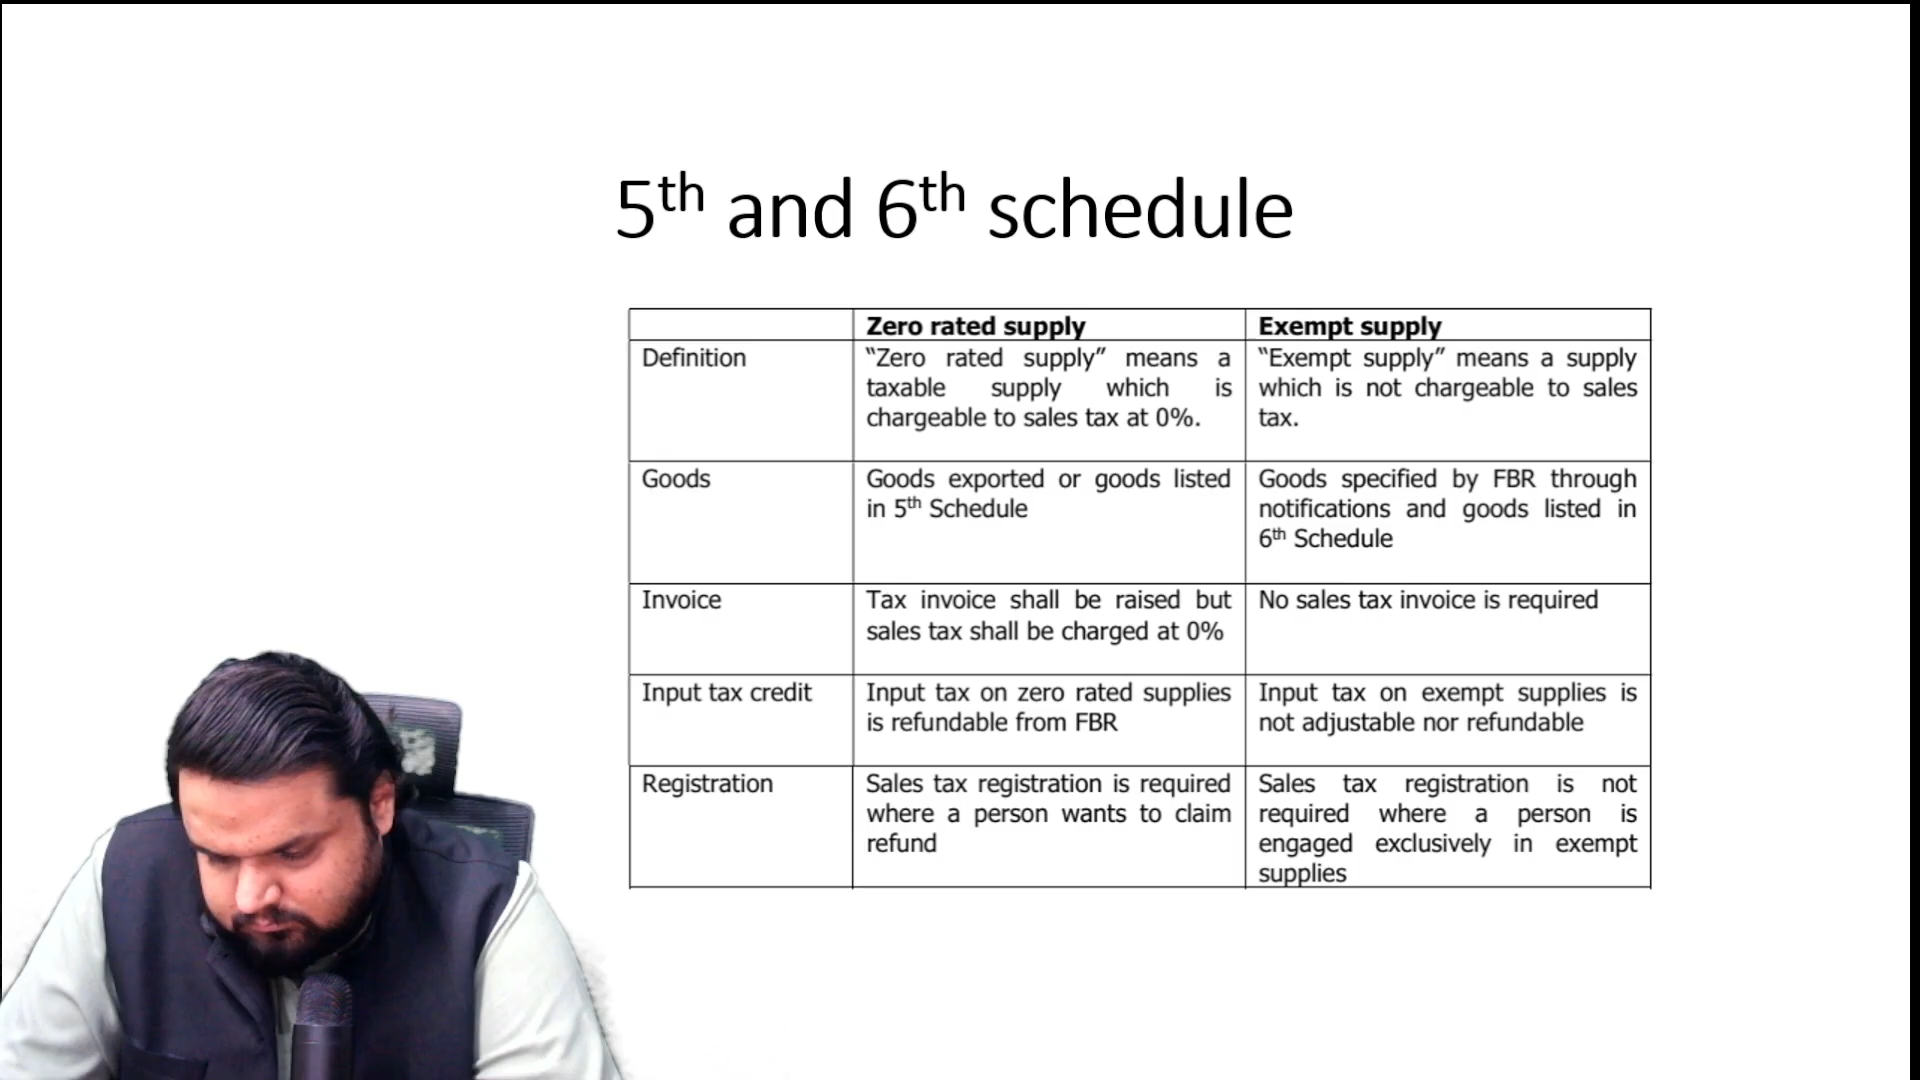 5th and 6th schedule
Zero rated supply
Exempt supply
Definition
“Zero rated supply” means a
taxable supply which is
chargeable to sales tax at 0%.
“Exempt supply” means a supply
which is not chargeable to sales
tax.
Goods
Goods exported or goods listed
in 5th Schedule
Goods specified by FBR through
notifications and goods listed in
6th Schedule
Invoice
Tax invoice shall be raised but
sales tax shall be charged at 0%
No sales tax invoice is required
Input tax credit
Input tax on zero rated supplies
is refundable from FBR
Input tax on exempt supplies is
not adjustable nor refundable
Registration
Sales tax registration is required
where a person wants to claim
refund
Sales tax registration is not
required where a person is
engaged exclusively in exempt
supplies